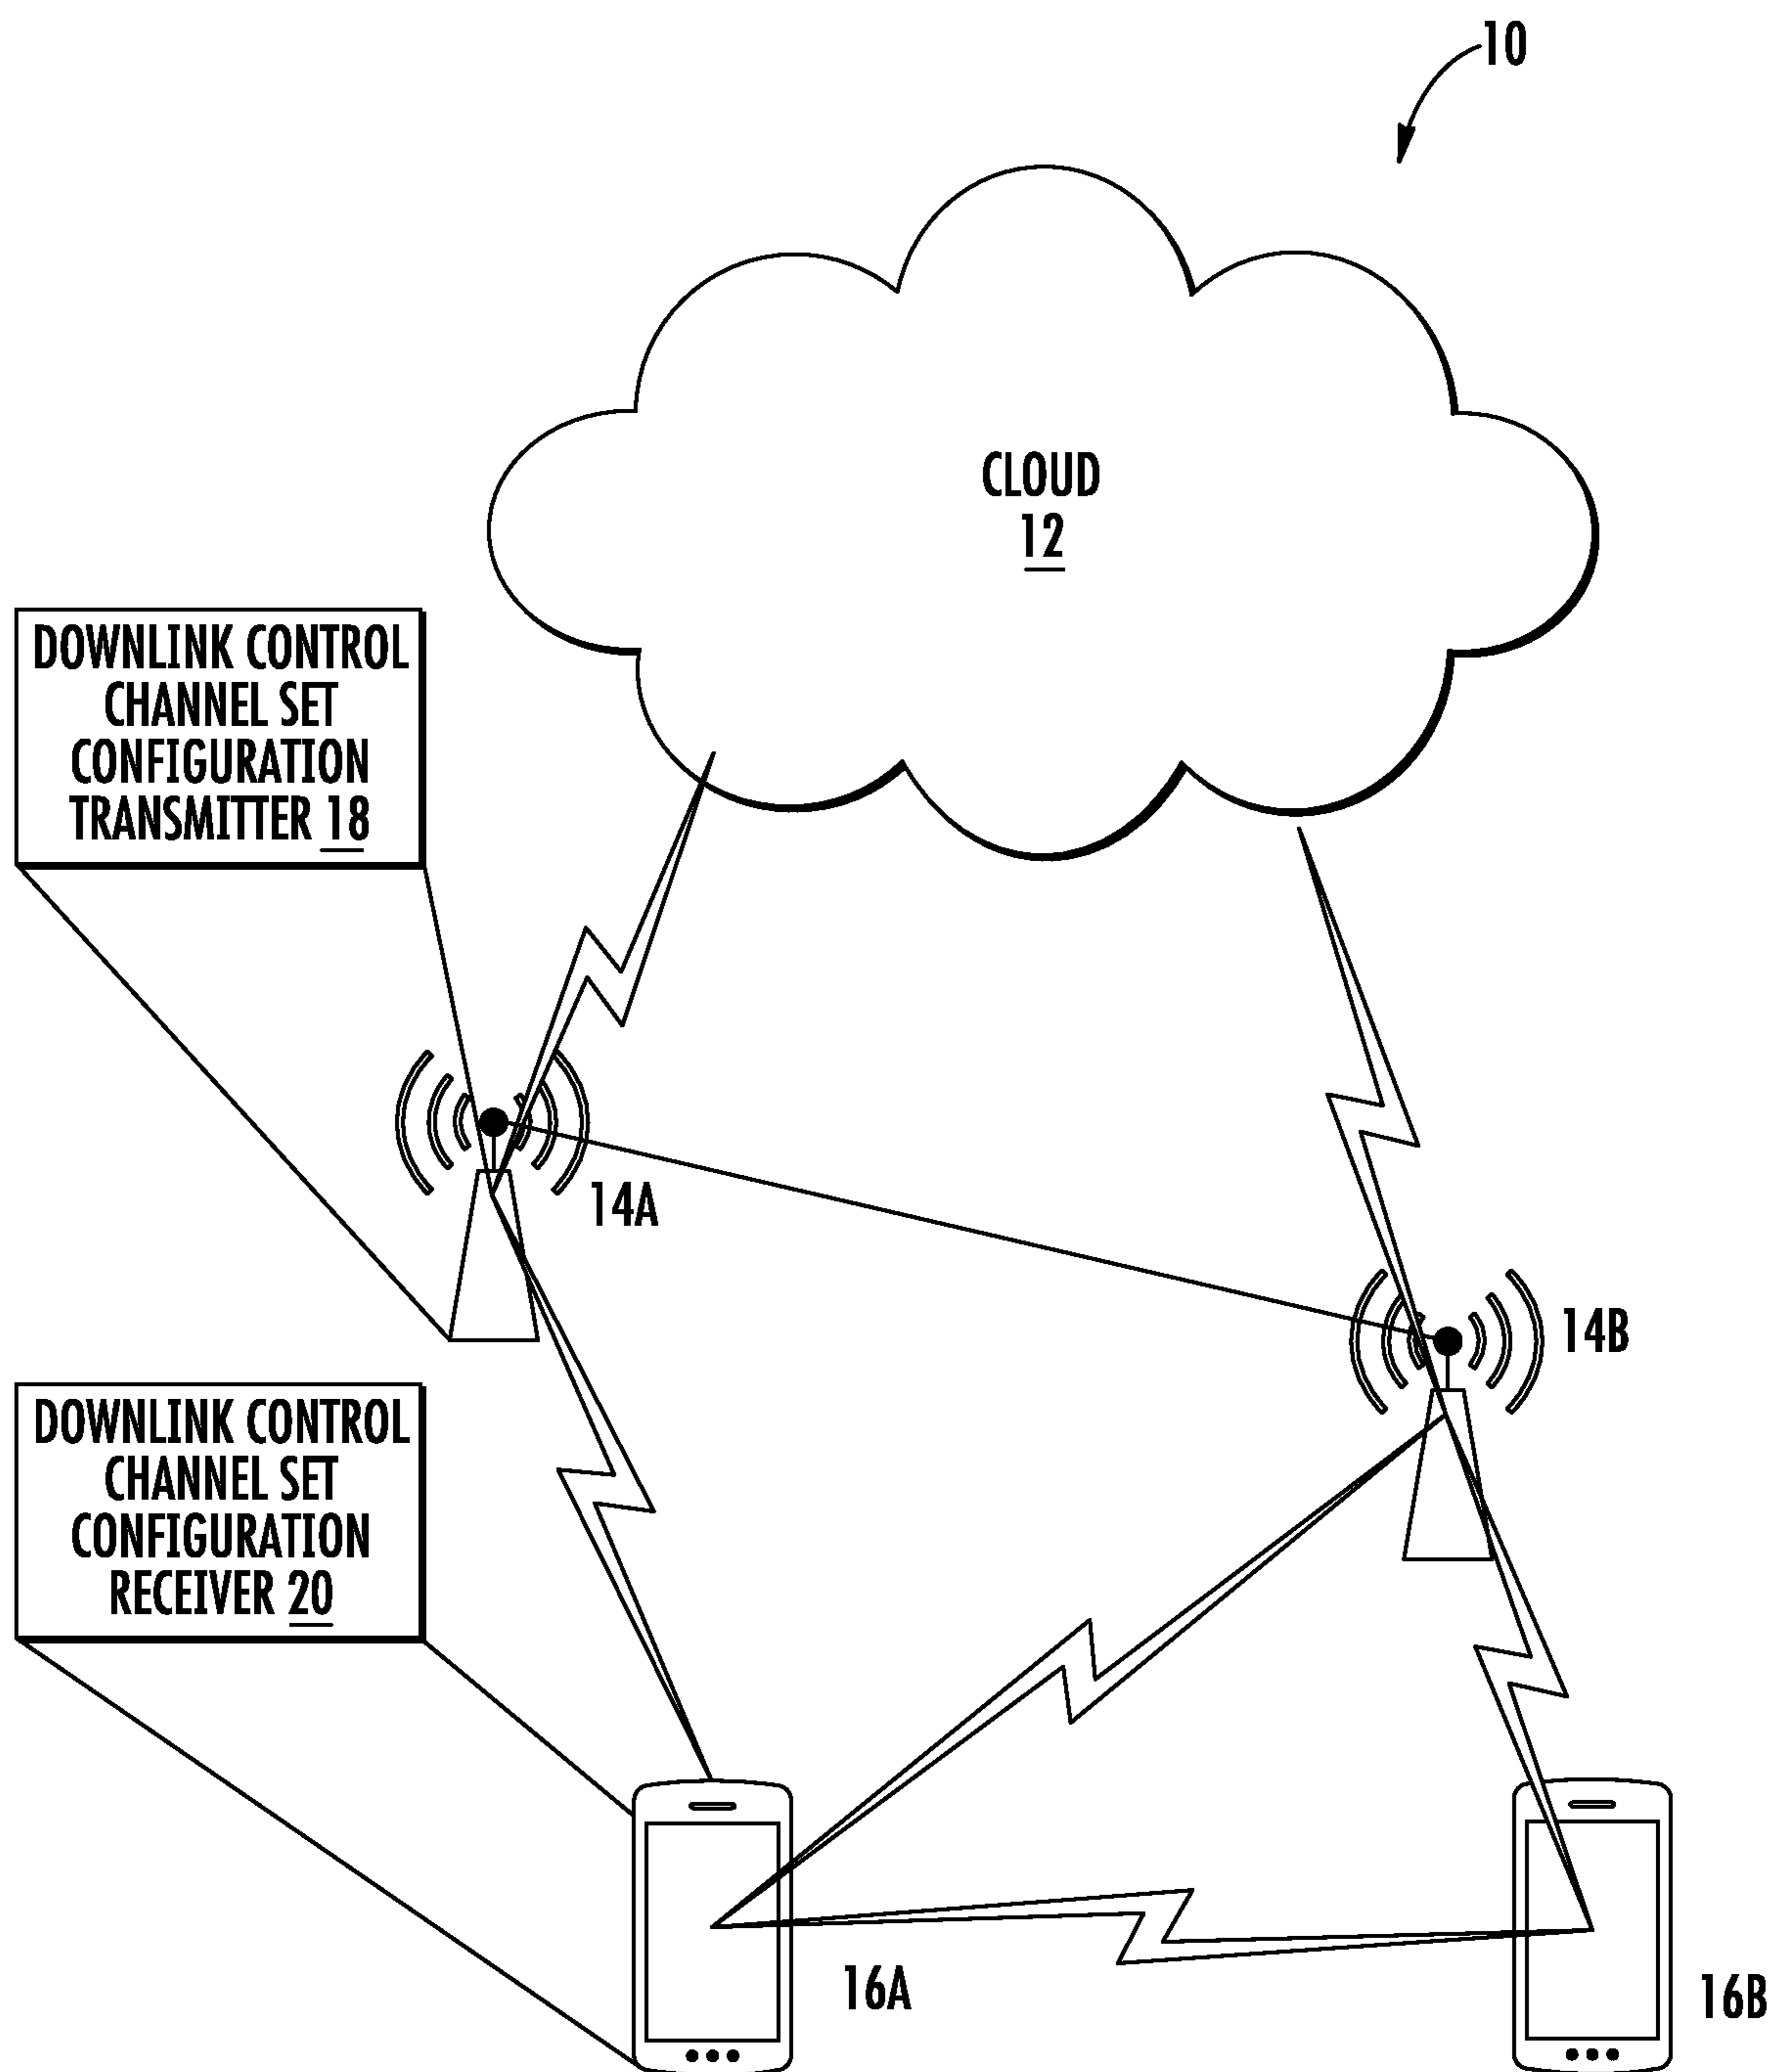 10
CLOUD
12
DOWNLINK CONTROL
CHANNEL SET
CONFIGURATION
TRANSMITTER 18
14A
14B
DOWNLINK CONTROL
CHANNEL SET
CONFIGURATION
RECEIVER 20
16A
16B